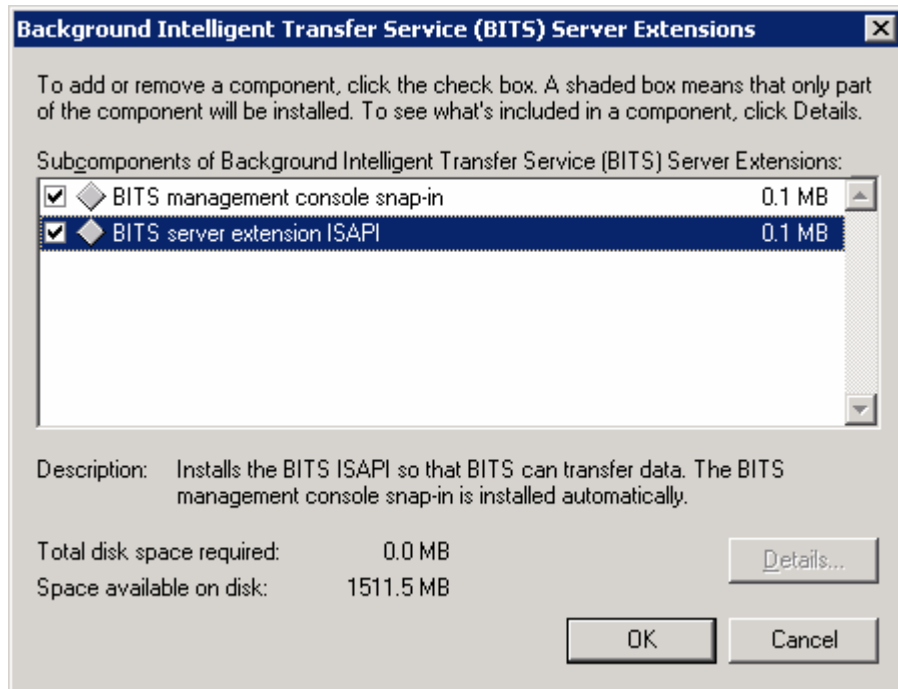 Background Intelligent Transfer Service (BITS) Server Extensions
To add or remove a component, click the check box. A shaded box means that only part
of the component will be installed. To see what's included in a component, click Details.
Subcomponents of Background Intelligent Transfer Service (BITS) Server Extensions:
BITS management console snap-in 0.1 MB
BITS server extension ISAPI 0.1 MB
Description: Installs the BITS ISAPI so that BITS can transfer data. The BITS
management console snap-in is installed automatically.
Total disk space required: 0.0 MB
Space available on disk: 1511.5 MB
Details...
OK Cancel